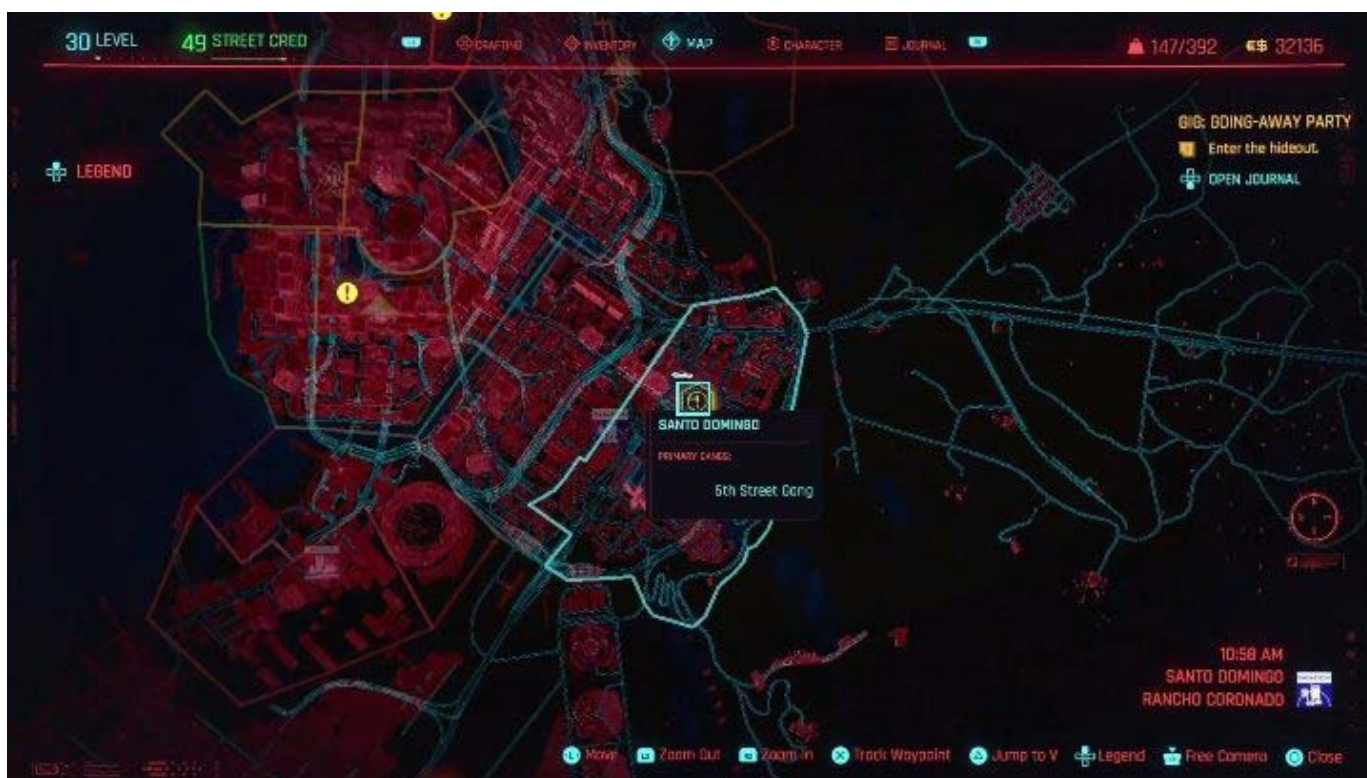 30 LEVEL
49 STREET CRED
CRAFTING
INVENTORY
MAP
CHARACTER
JOURNAL
147/392
€$ 32136
LEGEND
GIG: GOING-AWAY PARTY
Enter the hideout.
OPEN JOURNAL
SANTO DOMINGO
PRIMARY GANGS:
6th Street Gang
10:58 AM
SANTO DOMINGO
RANCHO CORONADO
Move
Zoom Out
Zoom In
Track Waypoint
Jump to V
Legend
Free Camera
Close